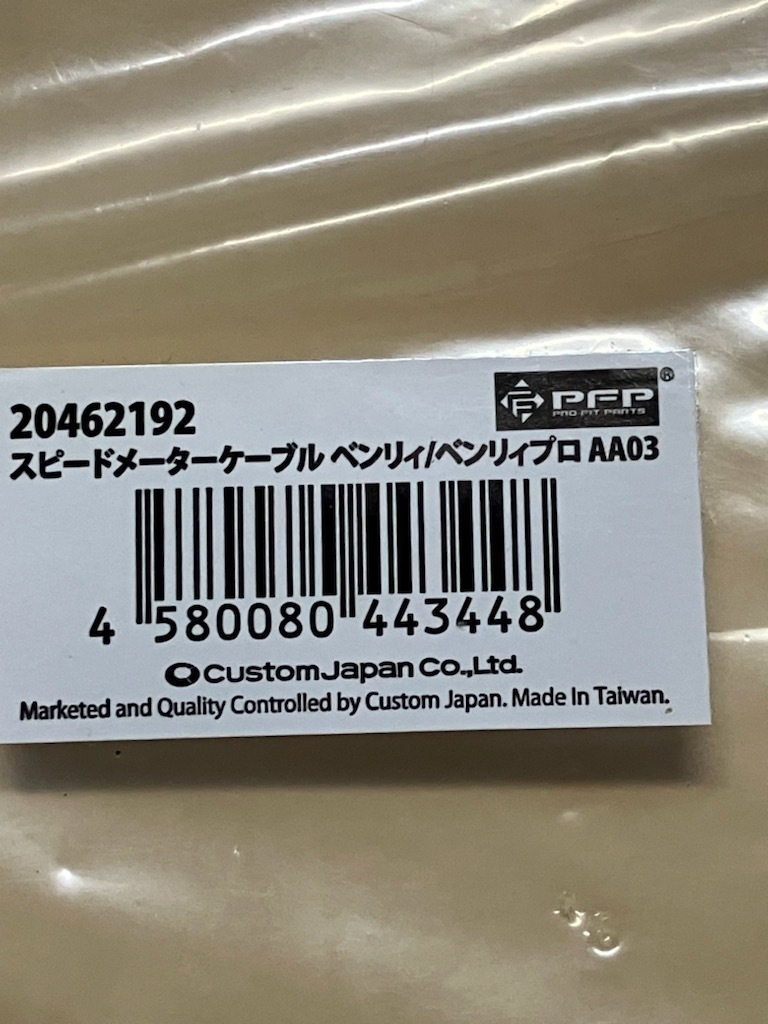 20462192
PFP®
PRO FIT PARTS
スピードメーターケーブル ベンリィ/ベンリィプロ AA03
4 580080 443448
CustomJapan Co.,Ltd.
Marketed and Quality Controlled by Custom Japan. Made In Taiwan.